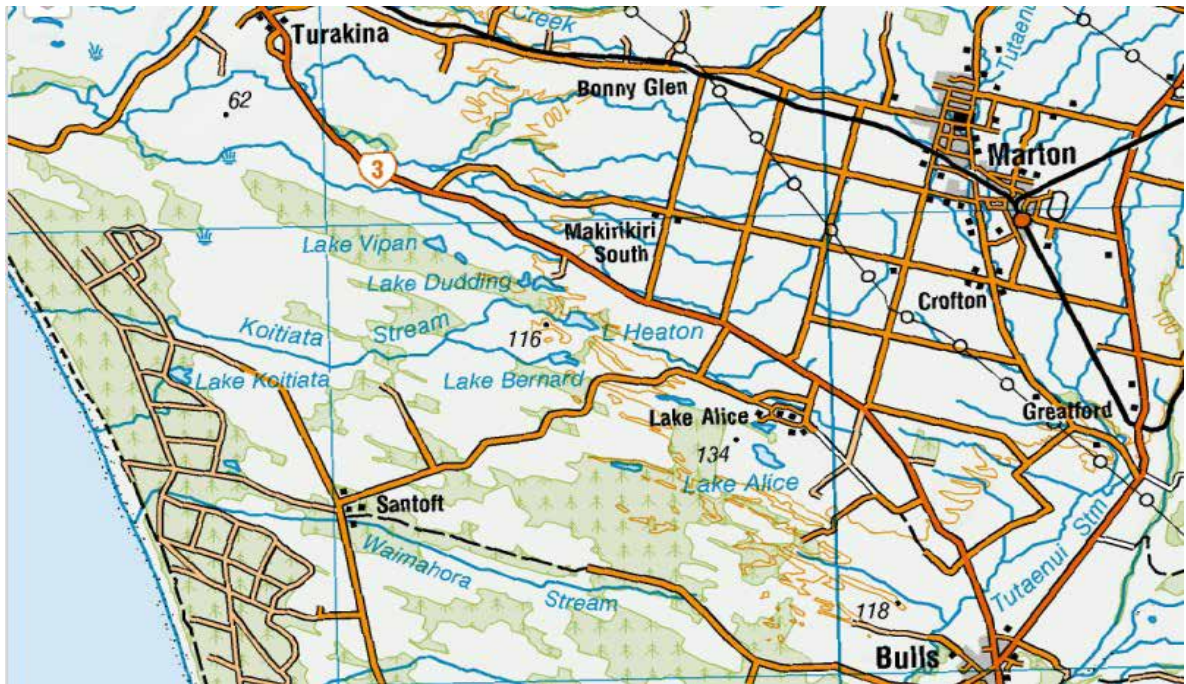 Creek
Tutaenui
Turakina
Bonny Glen
62
100
Marton
3
Makirikiri
South
Lake Vipan
Lake Dudding
Crofton
Koitiata
Stream
116
L Heaton
100
Lake Koitiata
Lake Bernard
Lake Alice
Greatford
134
Lake Alice
Santoft
Waimahora
Stream
Tutaenui Stm
118
Bulls